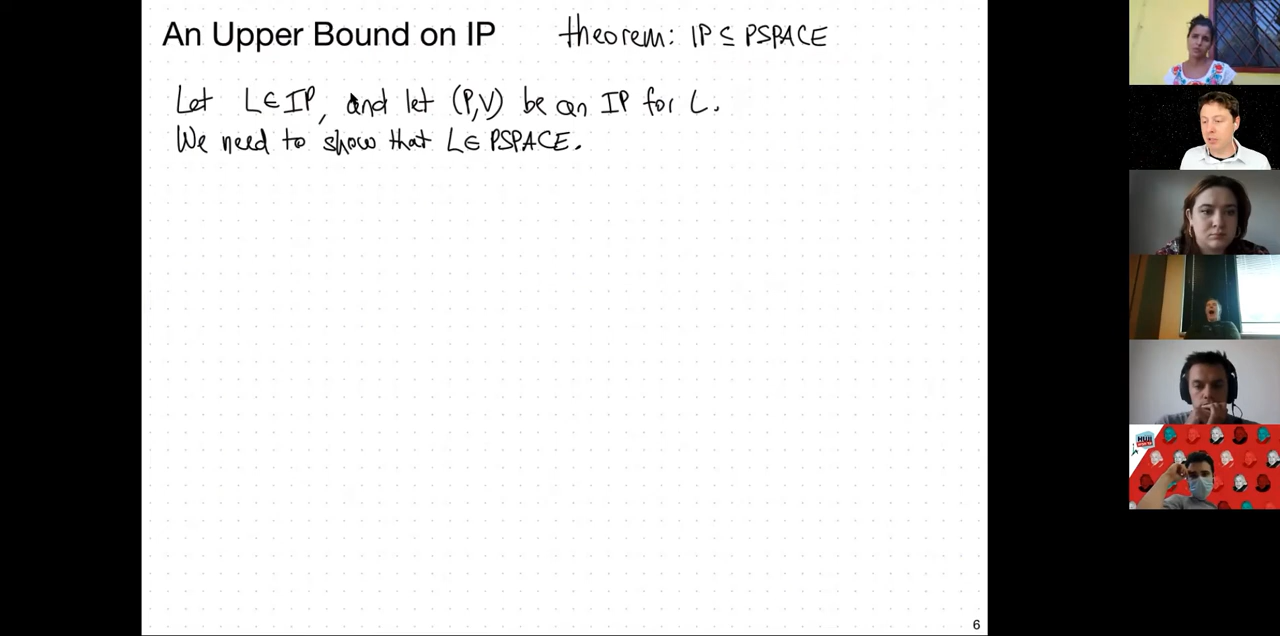 An Upper Bound on IP theorem: IP ⊆ PSPACE
Let L∈IP, and let (P,V) be an IP for L.
We need to show that L∈PSPACE.
6